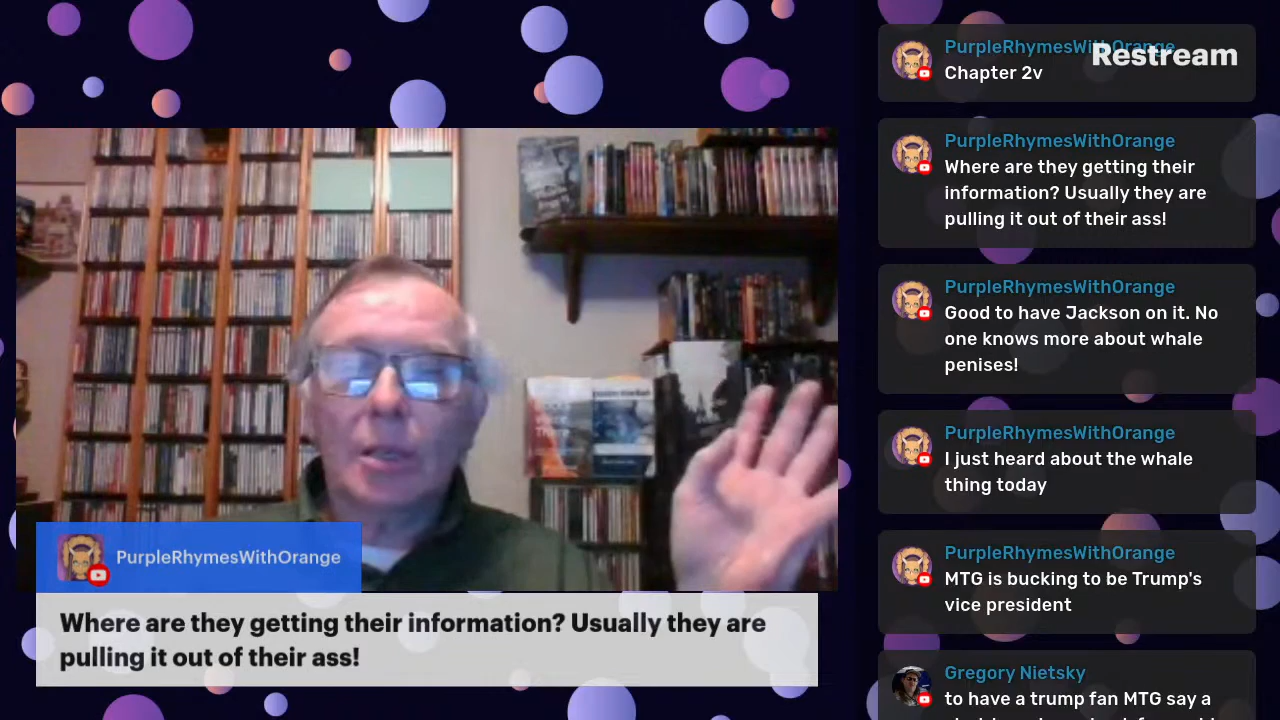 PurpleRhymesWithOrange
Restream
Chapter 2v
PurpleRhymesWithOrange
Where are they getting their
information? Usually they are
pulling it out of their ass!
PurpleRhymesWithOrange
Good to have Jackson on it. No
one knows more about whale
penises!
PurpleRhymesWithOrange
I just heard about the whale
thing today
PurpleRhymesWithOrange
MTG is bucking to be Trump's
vice president
Gregory Nietsky
to have a trump fan MTG say a
PurpleRhymesWithOrange
Where are they getting their information? Usually they are
pulling it out of their ass!